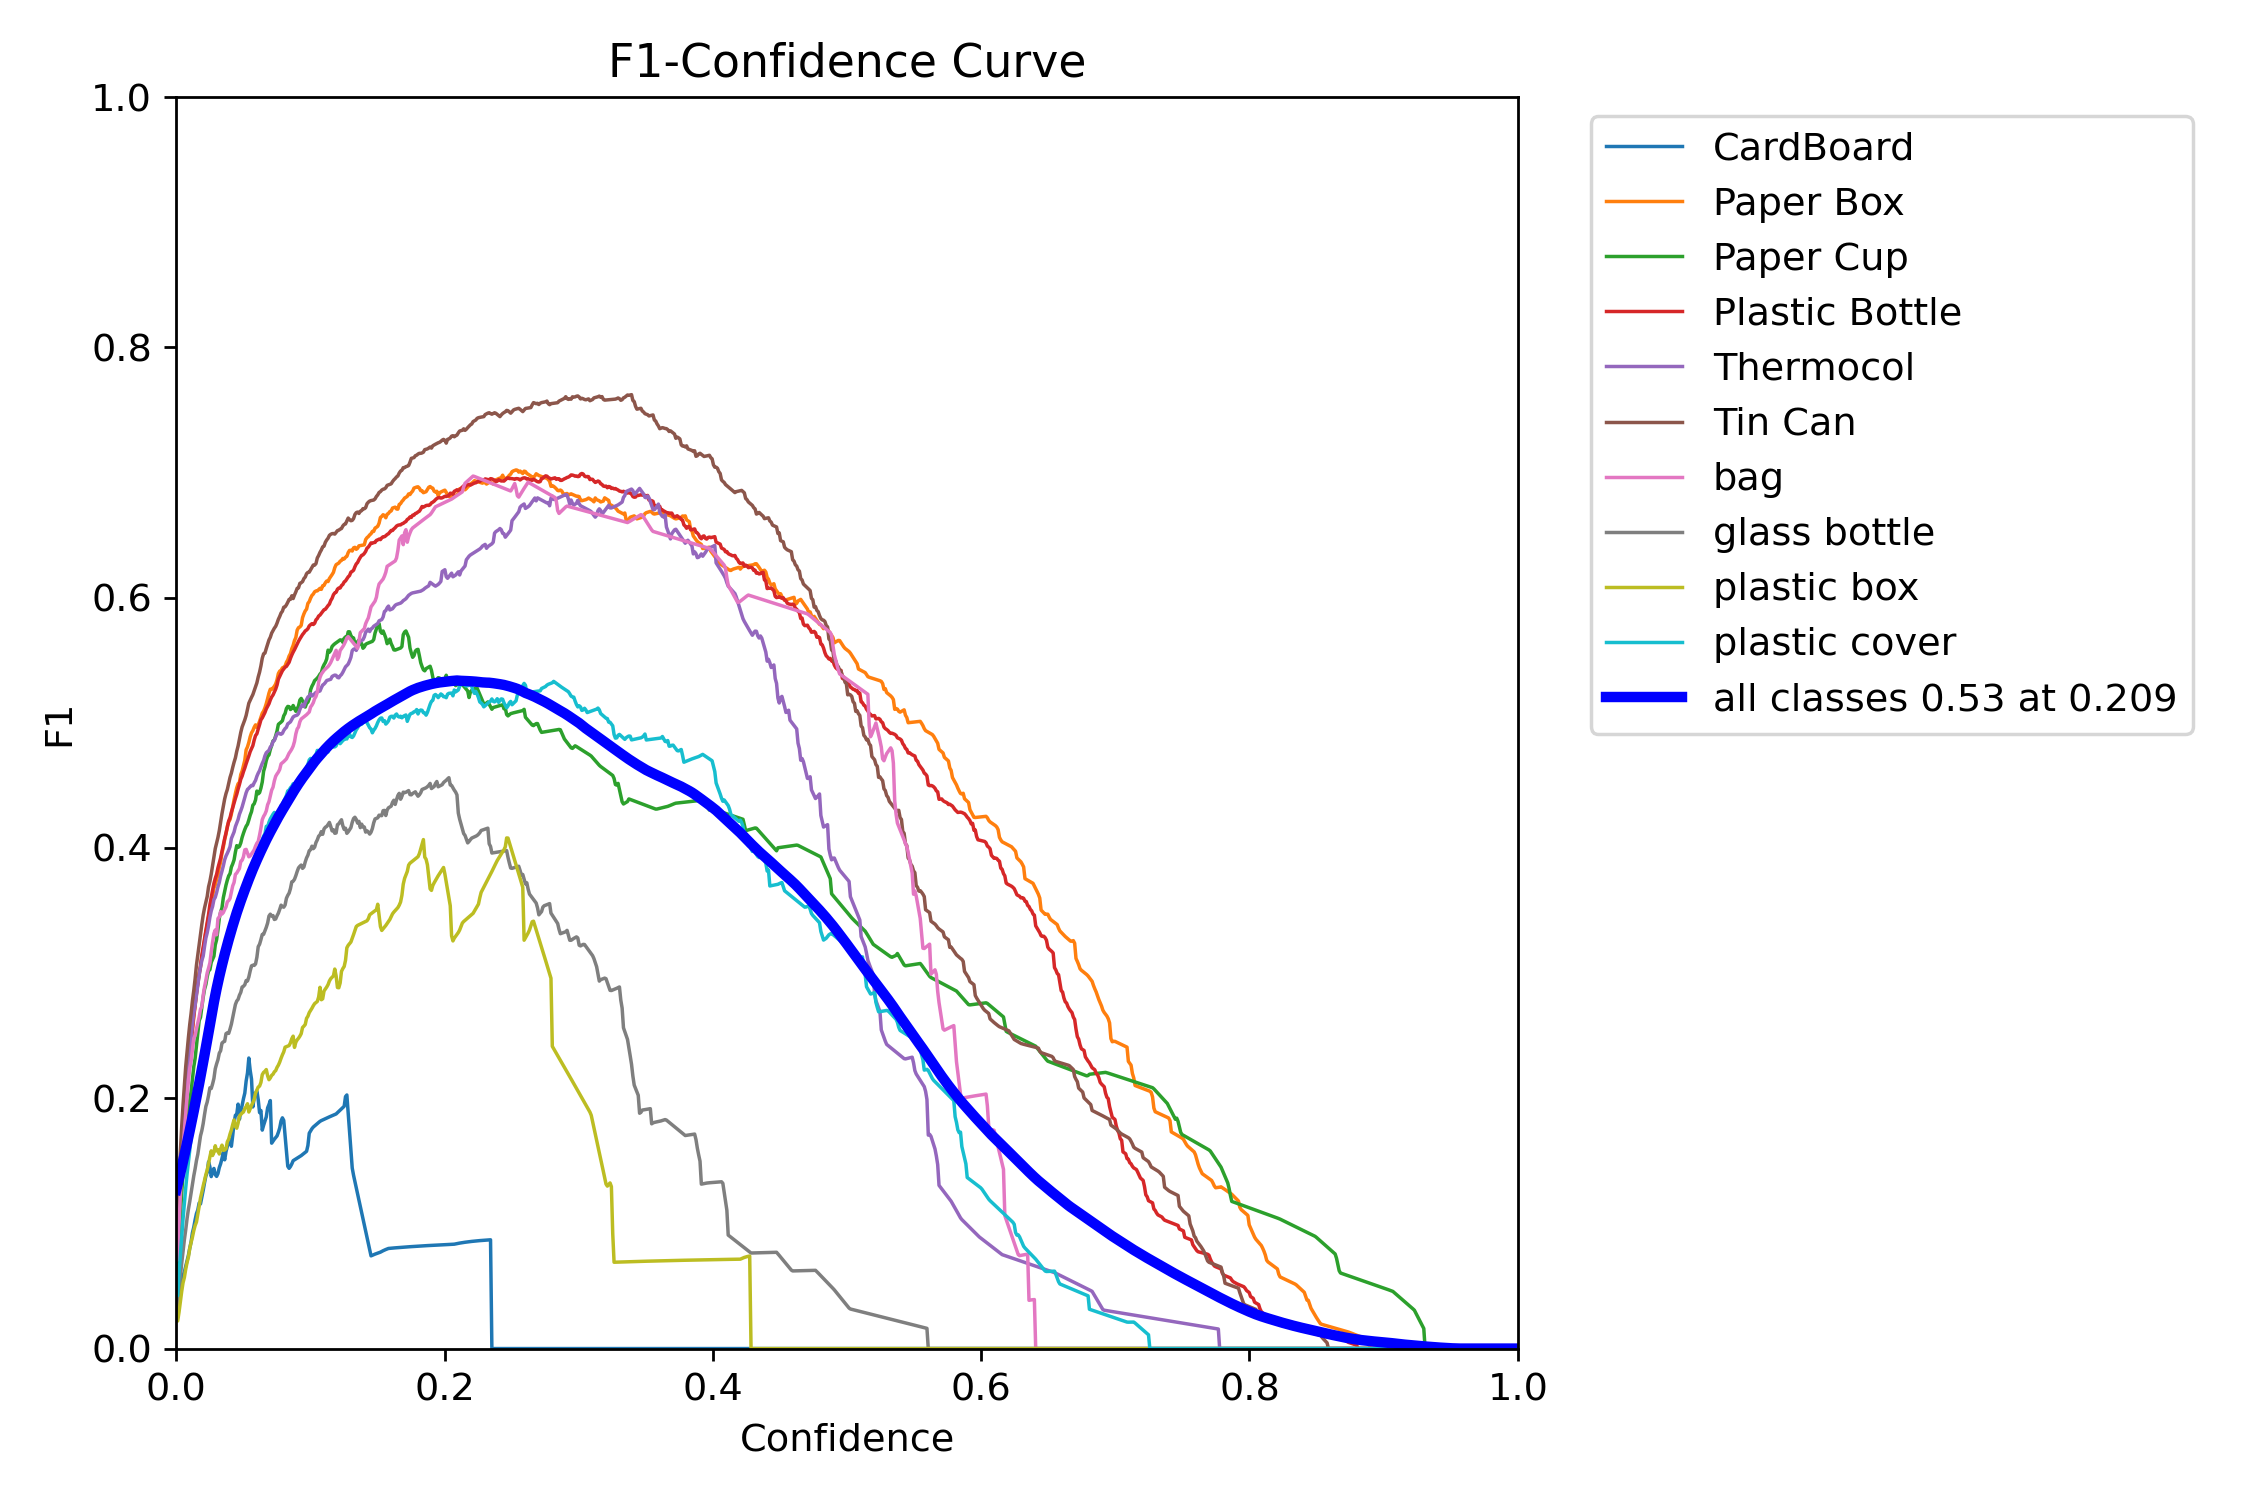 F1-Confidence Curve
1.0
0.8
0.6
0.4
0.2
0.0
F1
0.0 0.2 0.4 0.6 0.8 1.0
Confidence
CardBoard
Paper Box
Paper Cup
Plastic Bottle
Thermocol
Tin Can
bag
glass bottle
plastic box
plastic cover
all classes 0.53 at 0.209